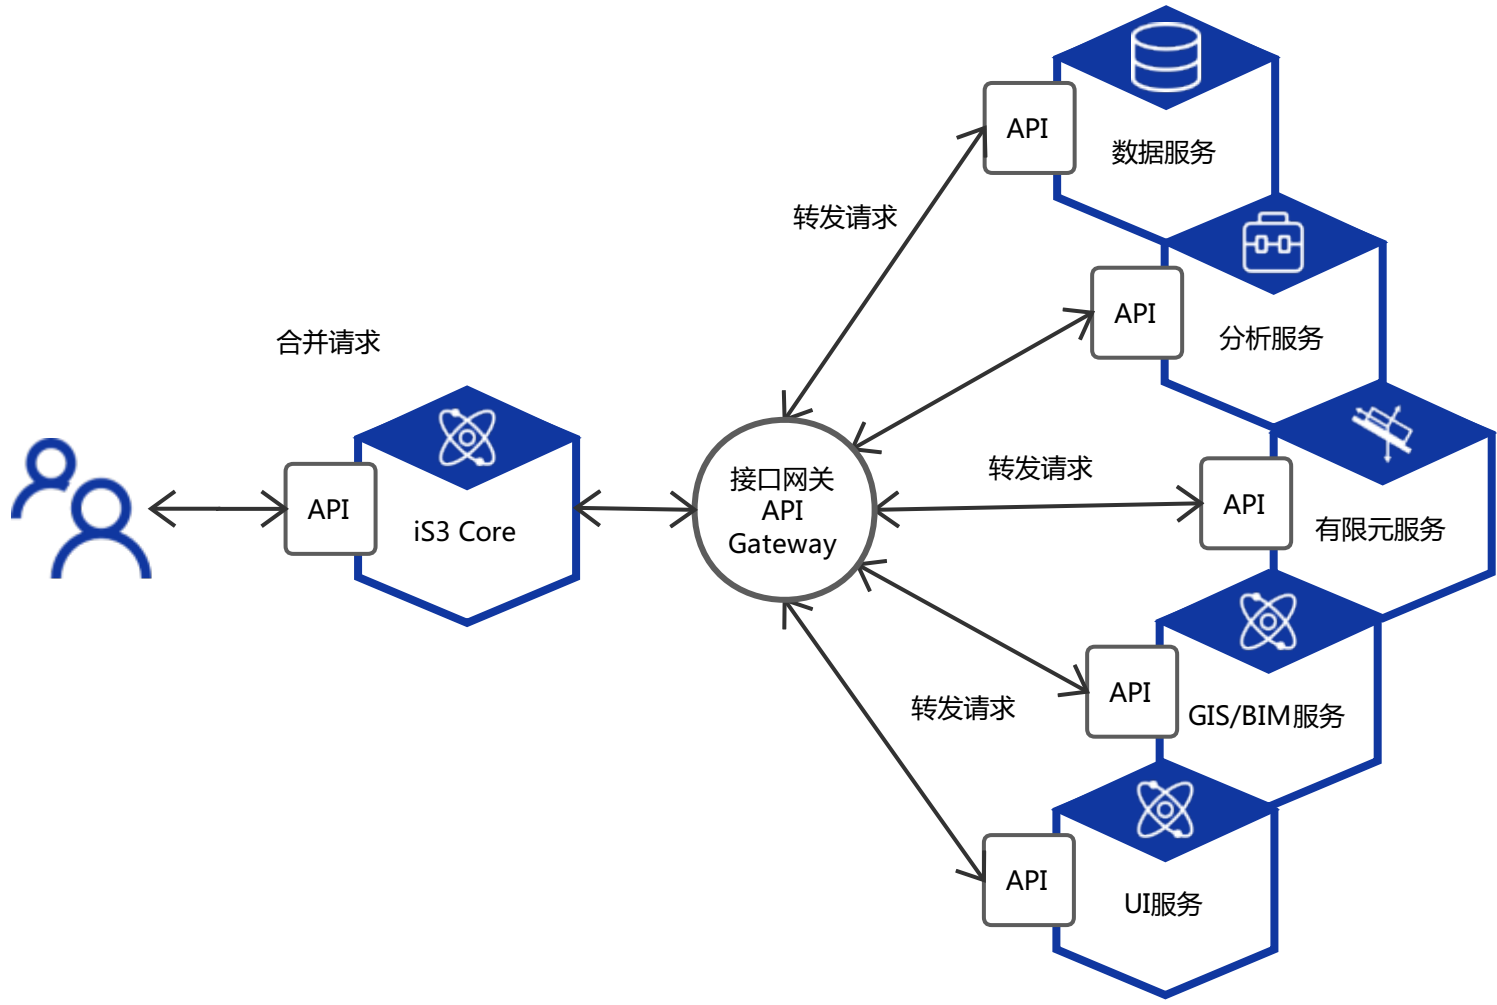 API
数据服务
转发请求
API
分析服务
合并请求
API
iS3 Core
接口网关
API
Gateway
转发请求
API
有限元服务
API
GIS/BIM服务
转发请求
API
UI服务